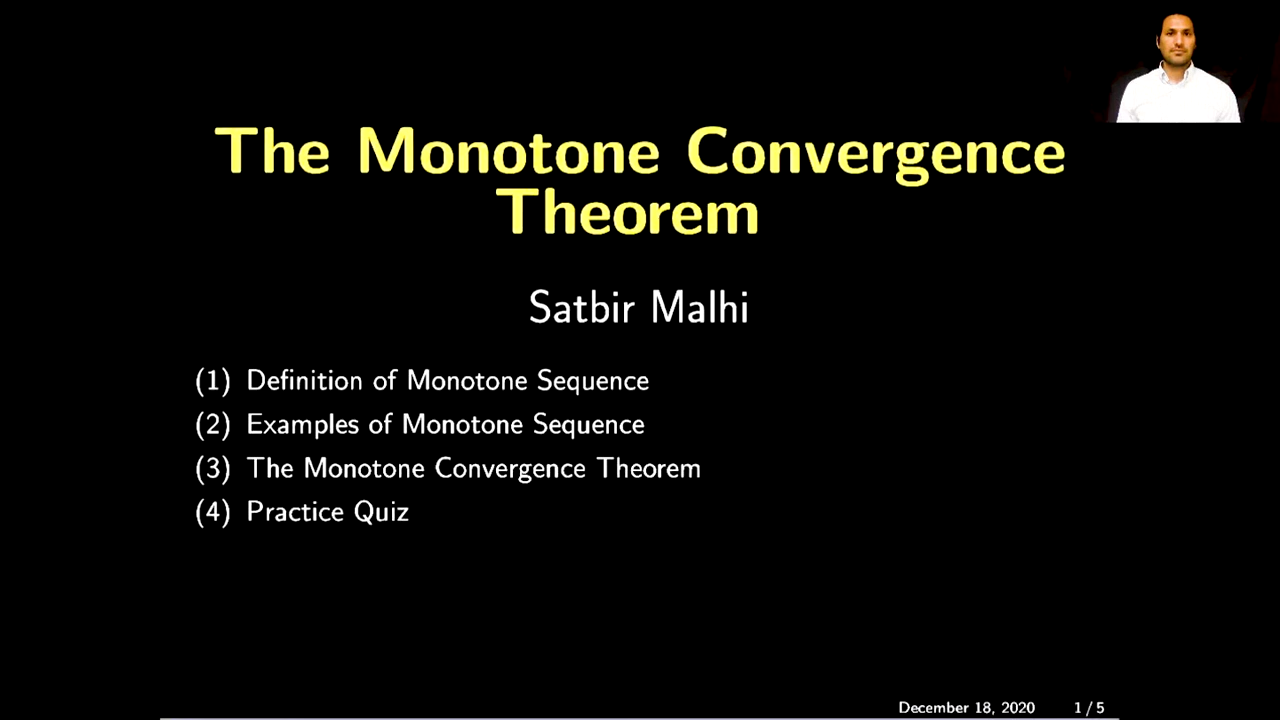 The Monotone Convergence
Theorem
Satbir Malhi
(1) Definition of Monotone Sequence
(2) Examples of Monotone Sequence
(3) The Monotone Convergence Theorem
(4) Practice Quiz
December 18, 2020 1 / 5